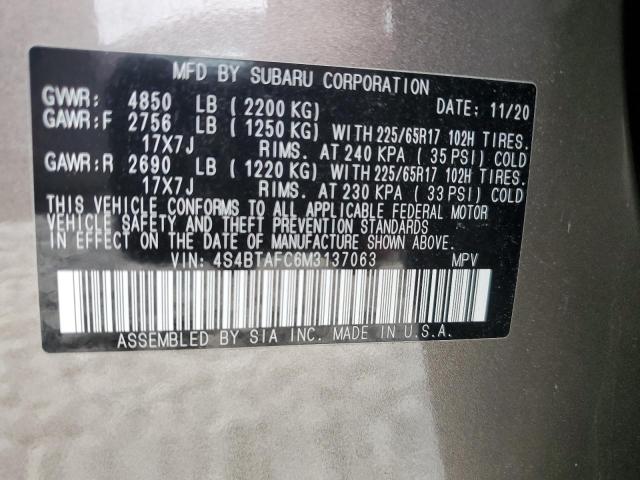 MFD BY SUBARU CORPORATION
GVWR: 4850 LB (2200 KG) DATE: 11/20
GAWR:F 2756 LB (1250 KG) WITH 225/65R17 102H TIRES.
17X7J RIMS. AT 240 KPA (35 PSI) COLD
GAWR:R 2690 LB (1220 KG) WITH 225/65R17 102H TIRES.
17X7J RIMS. AT 230 KPA (33 PSI) COLD
THIS VEHICLE CONFORMS TO ALL APPLICABLE FEDERAL MOTOR
VEHICLE SAFETY AND THEFT PREVENTION STANDARDS
IN EFFECT ON THE DATE OF MANUFACTURE SHOWN ABOVE.
VIN: 4S4BTAFC6M3137063 MPV
ASSEMBLED BY SIA INC. MADE IN U.S.A.